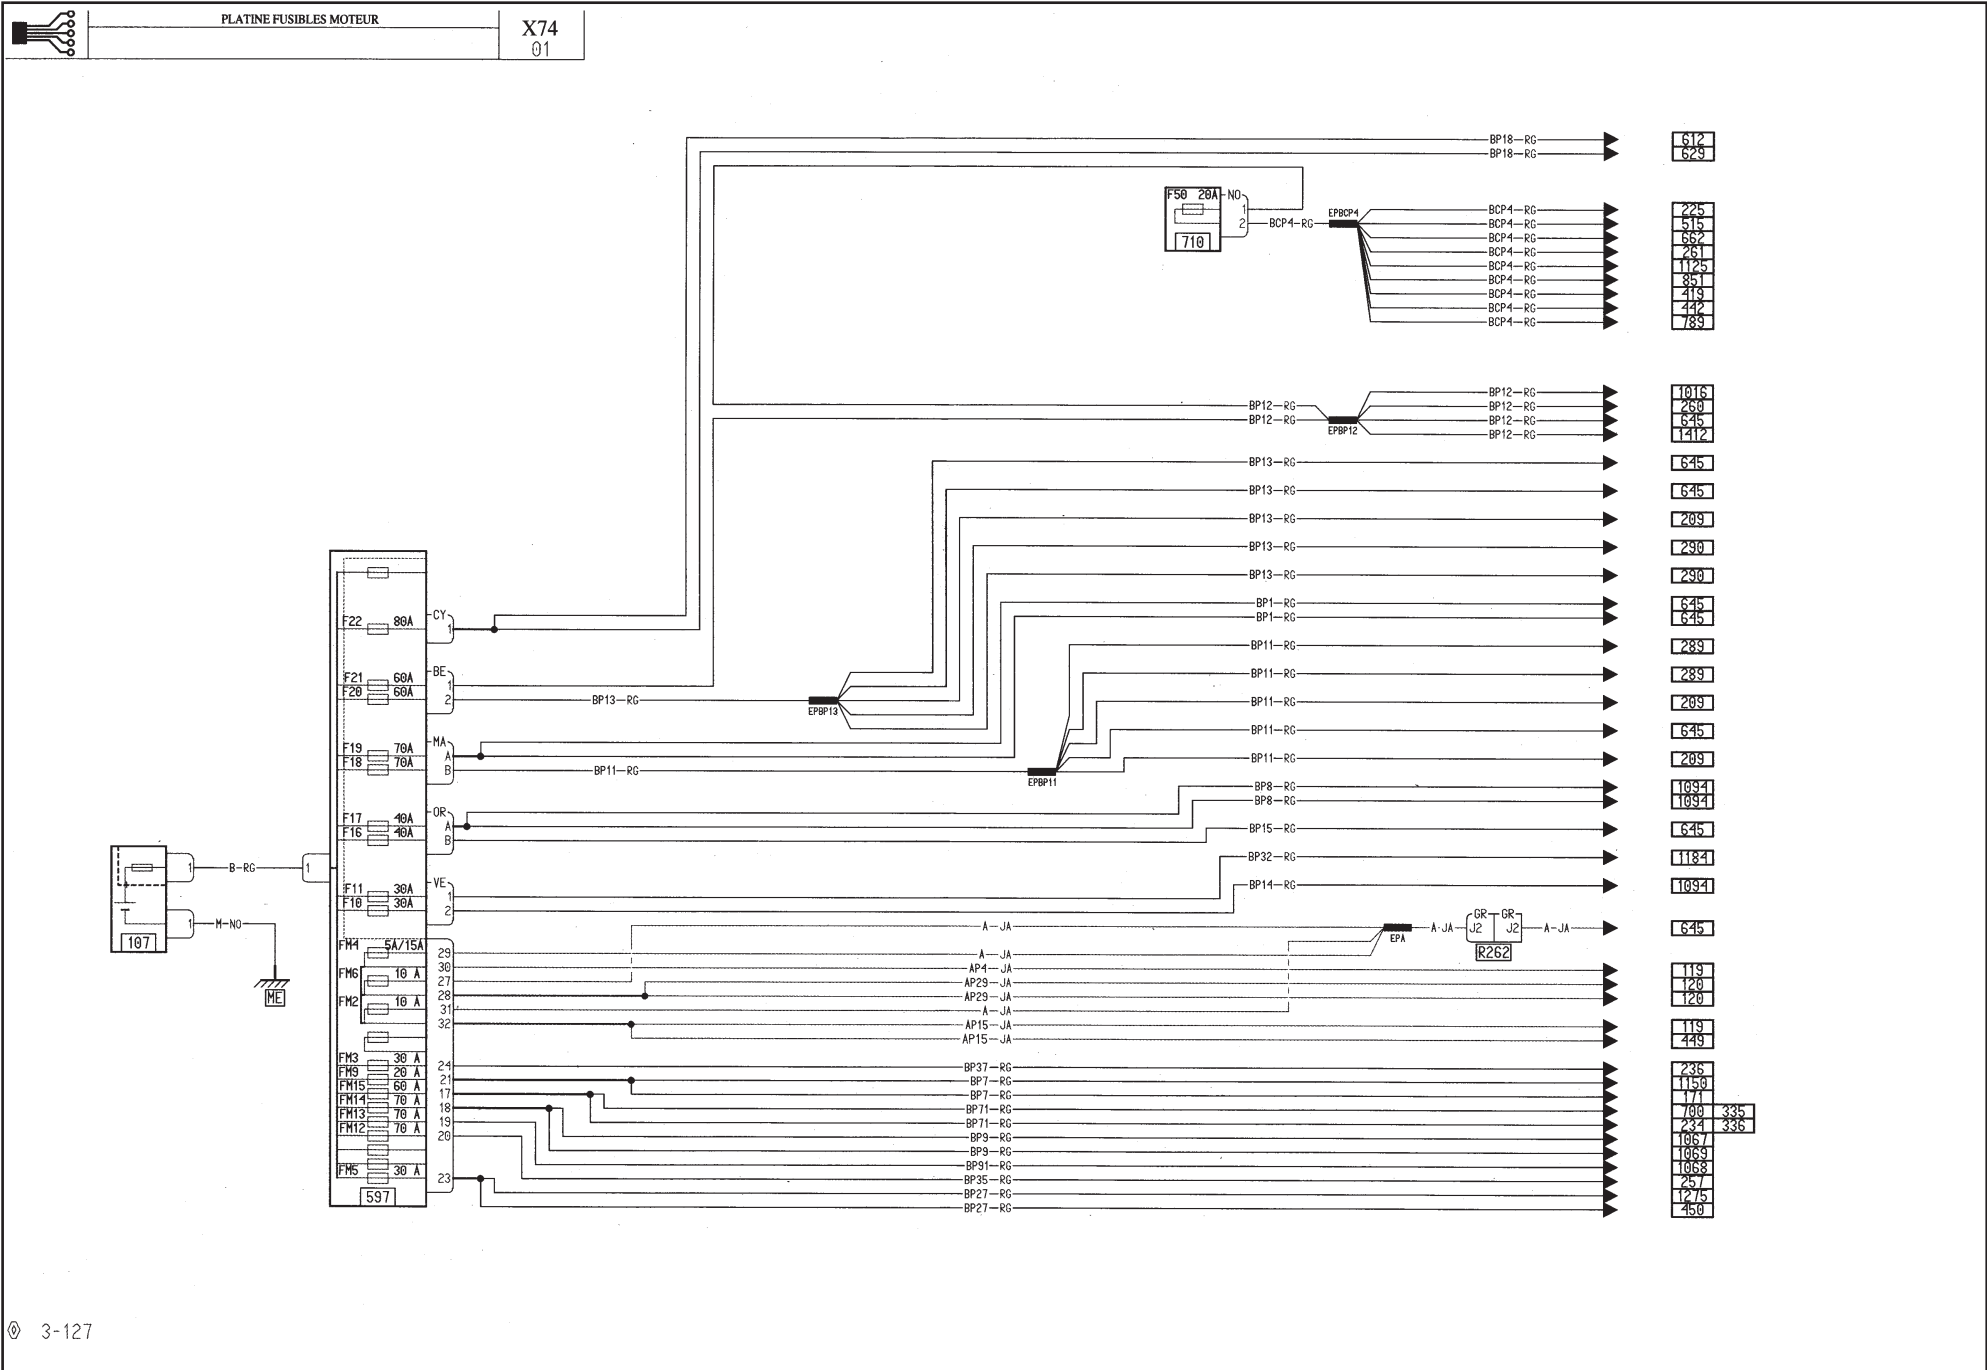 PLATINE FUSIBLES MOTEUR
X74
01
BP18-RG 612
BP18-RG 629
F50 20A NO
1
2
710
BCP4-RG
EPBCP4
BCP4-RG 225
BCP4-RG 515
BCP4-RG 662
BCP4-RG 261
BCP4-RG 1125
BCP4-RG 851
BCP4-RG 419
BCP4-RG 442
BCP4-RG 789
BP12-RG
BP12-RG
EPBP12
BP12-RG 1016
BP12-RG 260
BP12-RG 645
BP12-RG 1412
BP13-RG 645
BP13-RG 645
BP13-RG 209
BP13-RG 290
BP13-RG 290
BP1-RG 645
BP1-RG 645
BP11-RG 289
BP11-RG 289
BP11-RG 209
BP11-RG 645
BP11-RG 209
BP8-RG 1094
BP8-RG 1094
BP15-RG 645
BP32-RG 1184
BP14-RG 1094
CY
F22 80A 1
BE
F21 60A 1
F20 60A 2
BP13-RG
EPBP13
MA
F19 70A A
F18 70A B
BP11-RG
EPBP11
OR
F17 40A A
F16 40A B
VE
F11 30A 1
F10 30A 2
1 B-RG 1
1 M-NO
107
ME
A-JA
EPA
A-JA
GR GR
J2 J2
R262
A-JA 645
FM4 5A/15A 29 A-JA
30 AP4-JA 119
FM6 10 A 27 AP29-JA 120
28 AP29-JA 120
FM2 10 A 31 A-JA
32 AP15-JA 119
AP15-JA 449
FM3 30 A 24 BP37-RG 236
FM9 20 A 21 BP7-RG 1150
FM15 60 A 17 BP7-RG 171
FM14 70 A 18 BP71-RG 700 335
FM13 70 A 19 BP71-RG 234 336
FM12 70 A 20 BP9-RG 1067
BP9-RG 1069
BP91-RG 1068
FM5 30 A 23 BP35-RG 257
BP27-RG 1275
BP27-RG 450
597
3-127